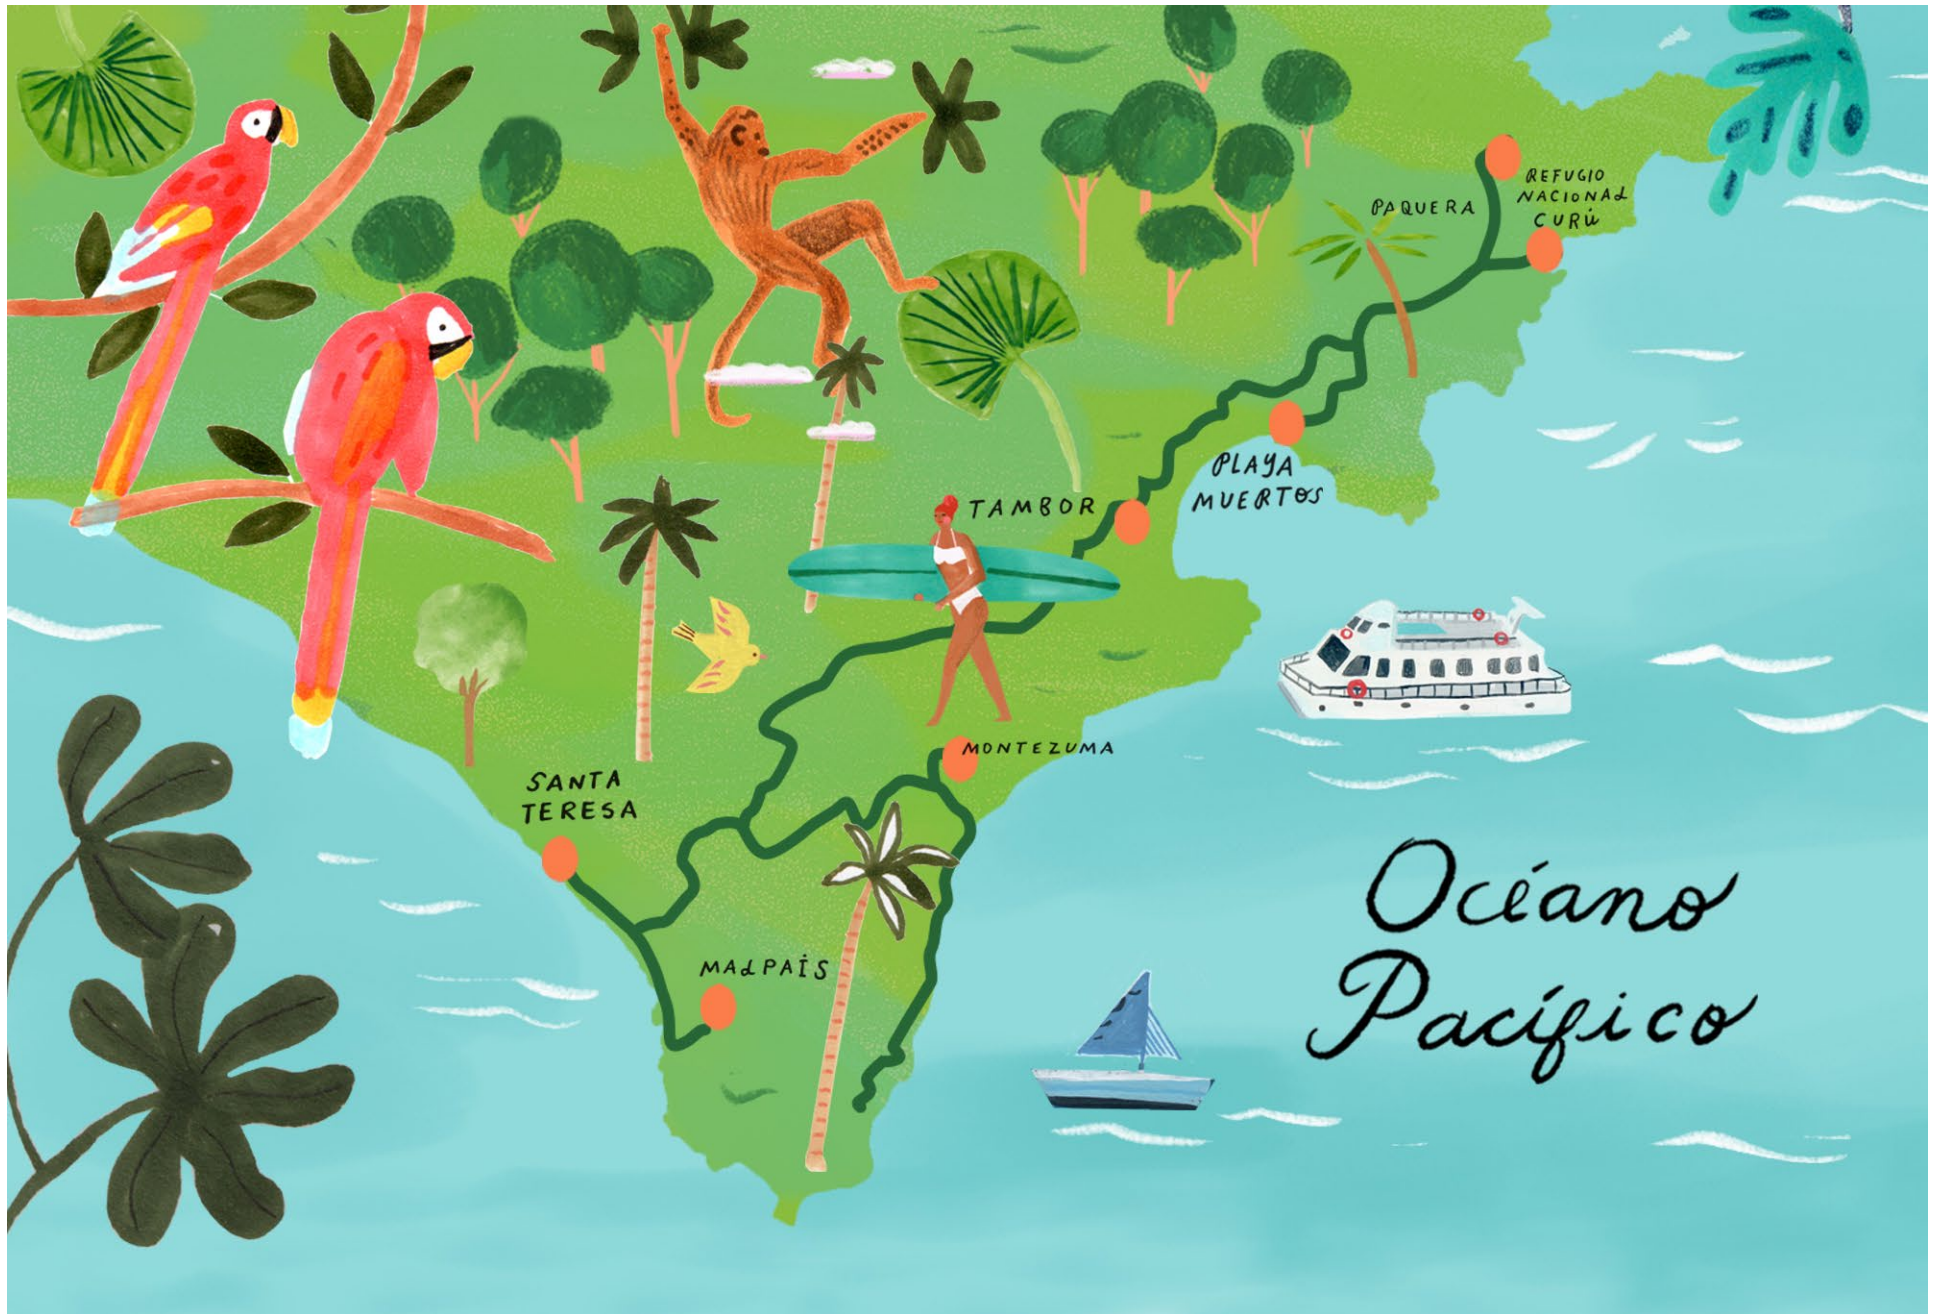 REFUGIO
NACIONAL
CURÚ
PAQUERA
PLAYA
MUERTOS
TAMBOR
MONTEZUMA
SANTA
TERESA
MALPAÍS
Océano
Pacífico